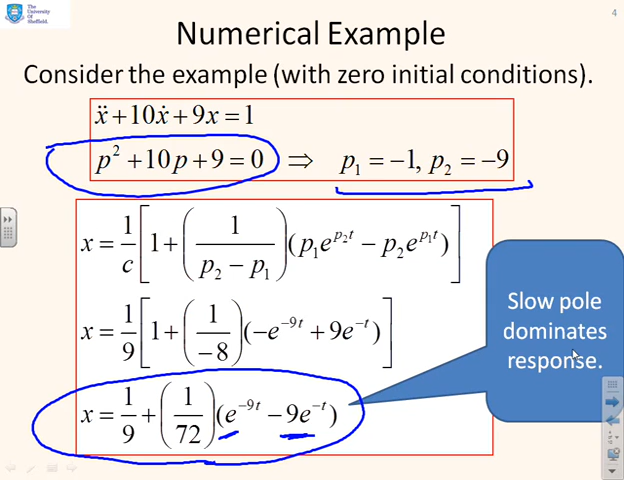 The
University
Of
Sheffield.
4
Numerical Example
Consider the example (with zero initial conditions).
ẍ + 10ẋ + 9x = 1
p² + 10p + 9 = 0 ⇒ p₁ = −1, p₂ = −9
x = 1/c [1 + (1/(p₂ − p₁)) (p₁e^{p₂t} − p₂e^{p₁t})]
x = 1/9 [1 + (1/−8) (−e^{−9t} + 9e^{−t})]
x = 1/9 + (1/72) (e^{−9t} − 9e^{−t})
Slow pole
dominates
response.